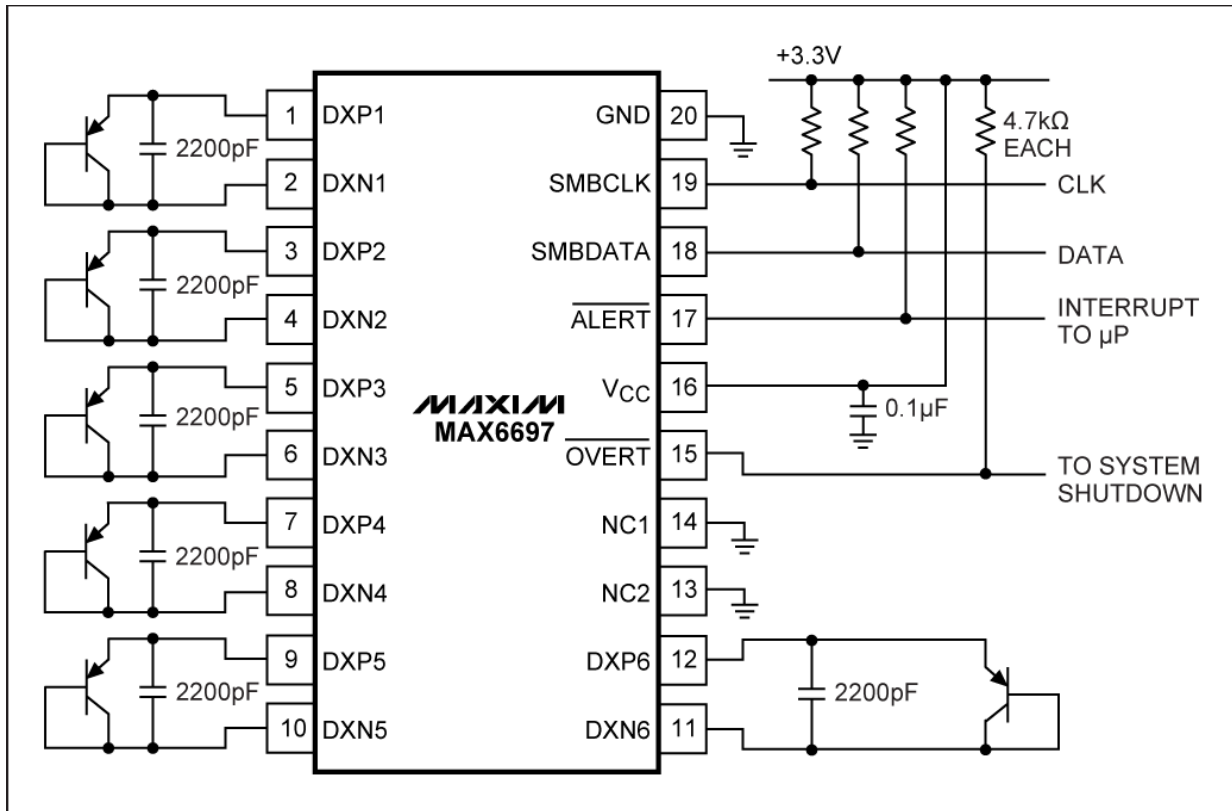 +3.3V
4.7kΩ
EACH
2200pF
1
DXP1
GND
20
2
DXN1
SMBCLK
19
CLK
3
DXP2
SMBDATA
18
DATA
2200pF
4
DXN2
ALERT
17
INTERRUPT
TO µP
5
DXP3
VCC
16
0.1µF
2200pF
MAXIM
MAX6697
6
DXN3
OVERT
15
TO SYSTEM
SHUTDOWN
7
DXP4
NC1
14
2200pF
8
DXN4
NC2
13
9
DXP5
DXP6
12
2200pF
2200pF
10
DXN5
DXN6
11